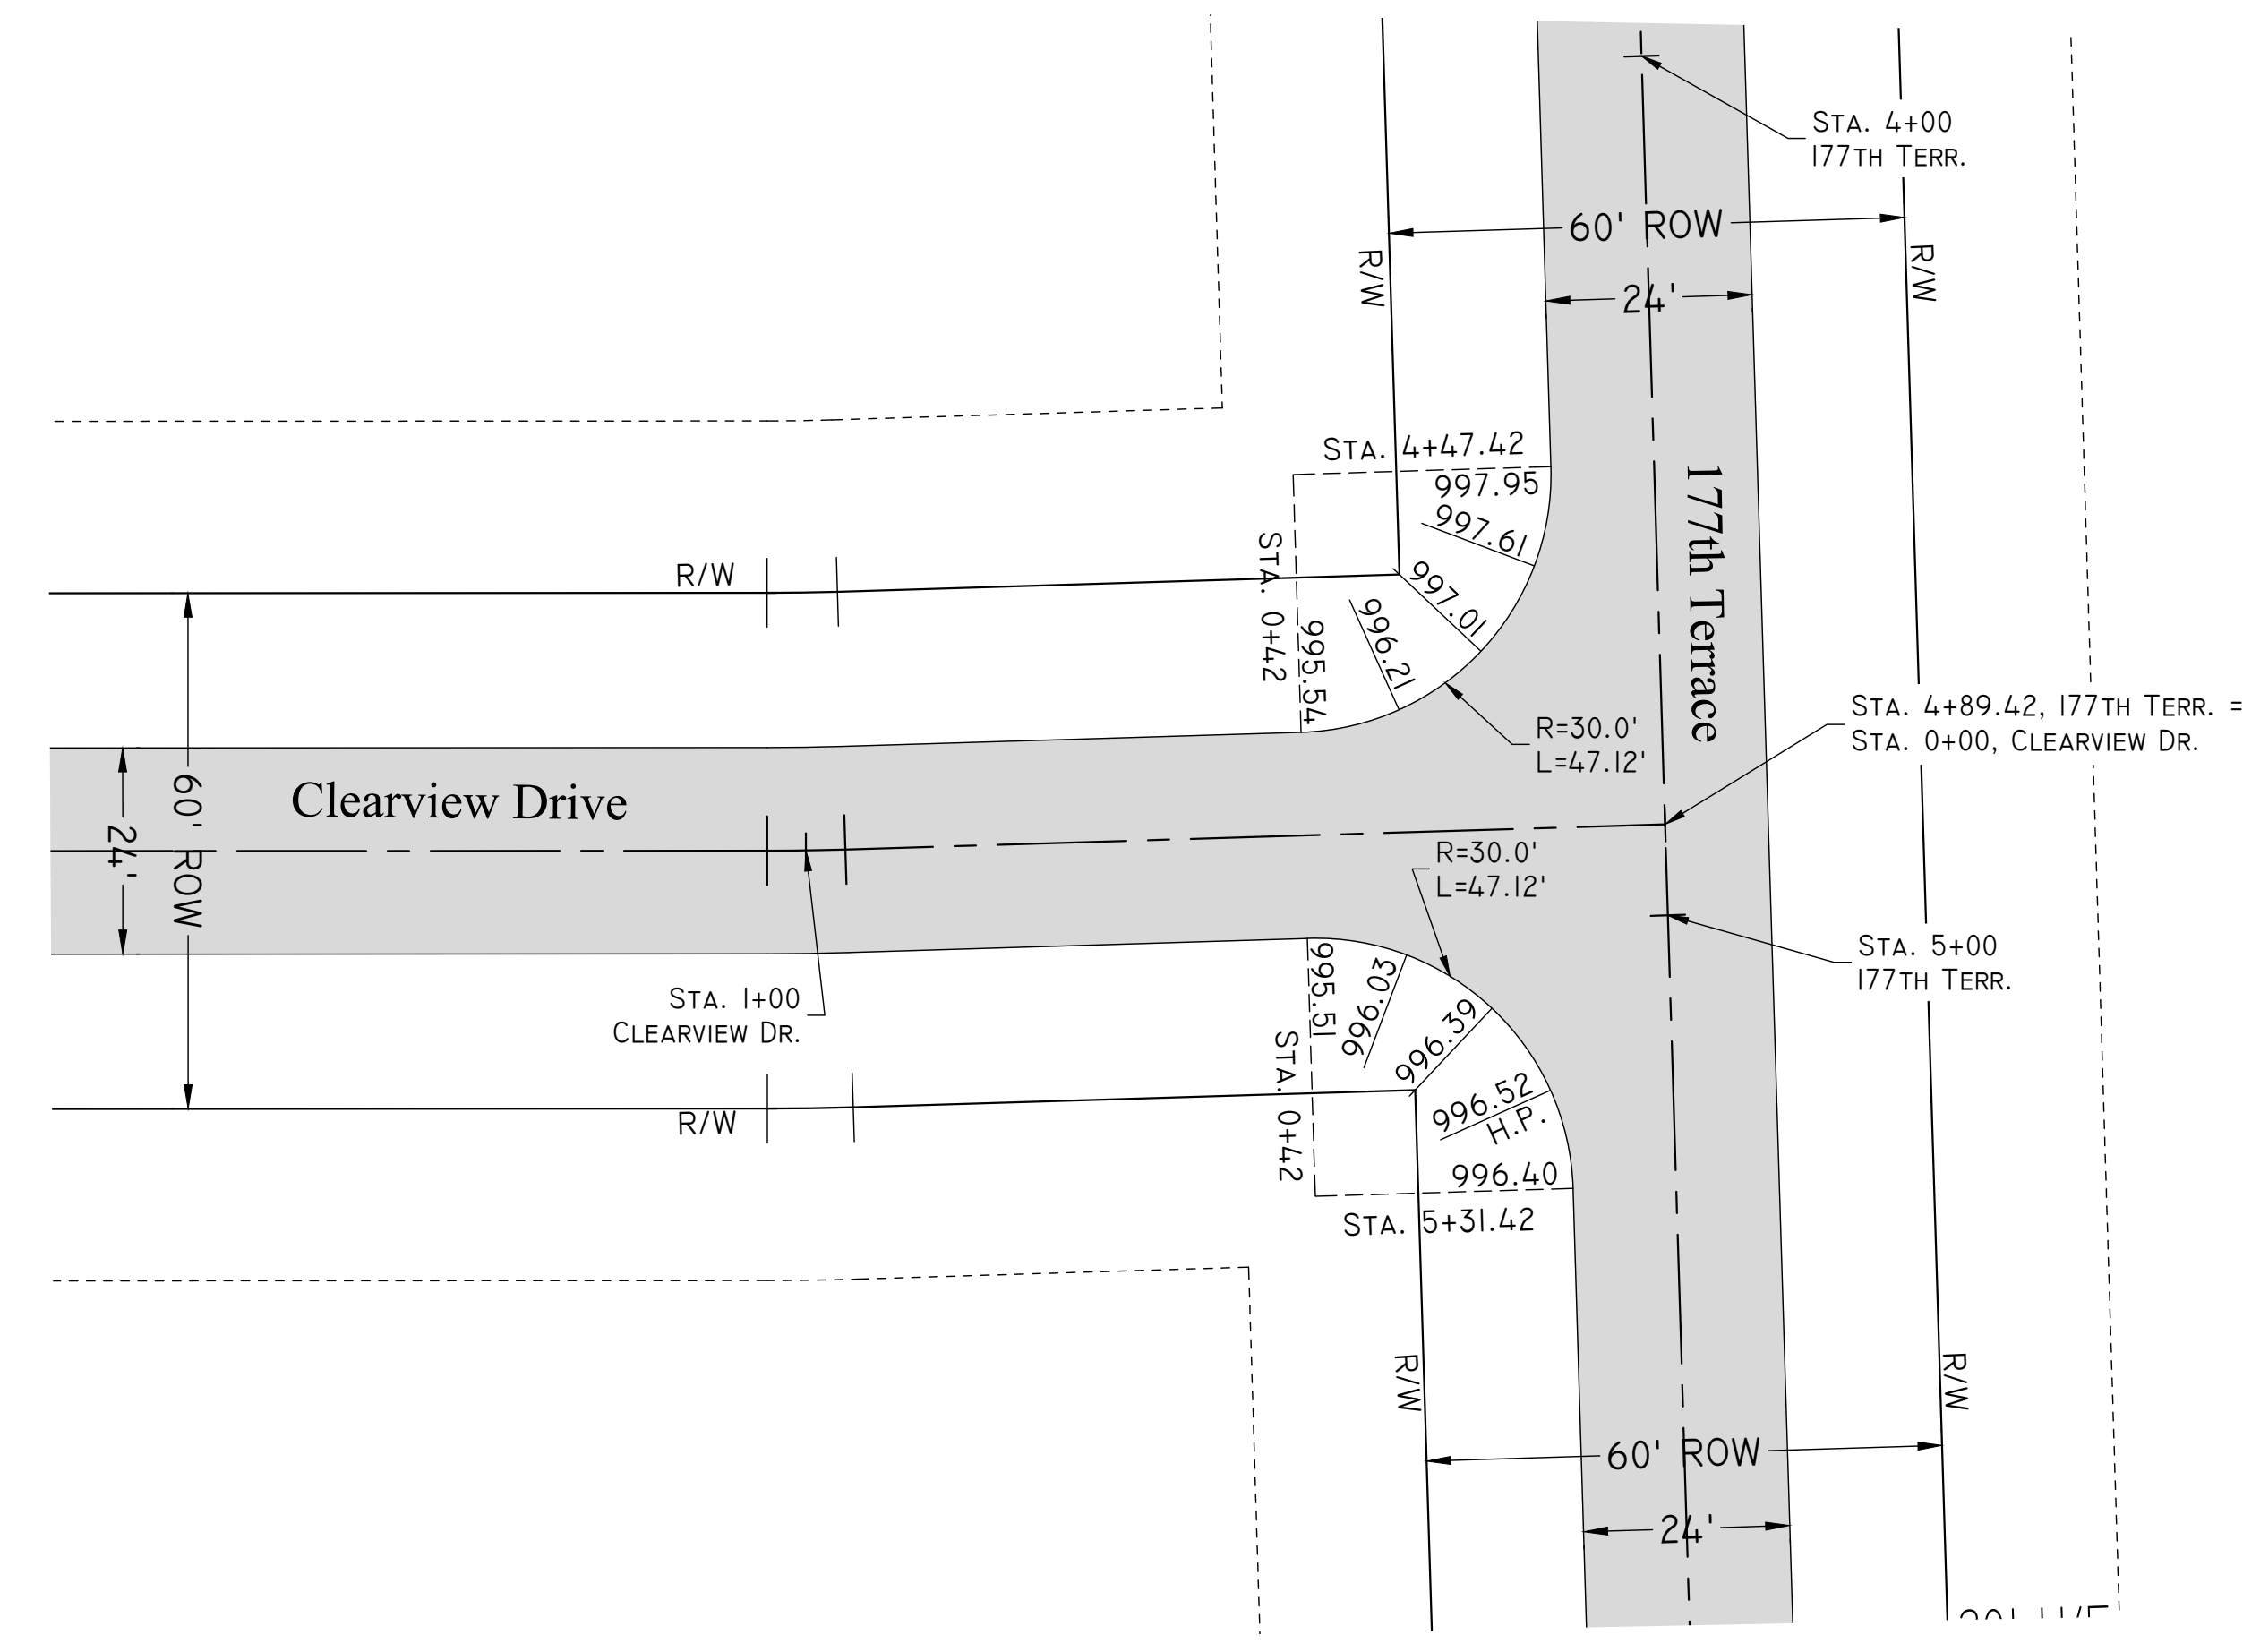 STA. 4+00
177TH TERR.
60' ROW
R/W
R/W
24'
STA. 4+47.42
997.95
997.61
997.01
996.21
995.54
STA. 0+42
177th Terrace
R/W
R=30.0'
L=47.12'
STA. 4+89.42, 177TH TERR. =
STA. 0+00, CLEARVIEW DR.
Clearview Drive
60' ROW
24'
R=30.0'
L=47.12'
STA. 5+00
177TH TERR.
STA. 1+00
CLEARVIEW DR.
995.51
996.03
996.39
996.52
H.P.
996.40
STA. 0+42
STA. 5+31.42
R/W
R/W
R/W
60' ROW
24'